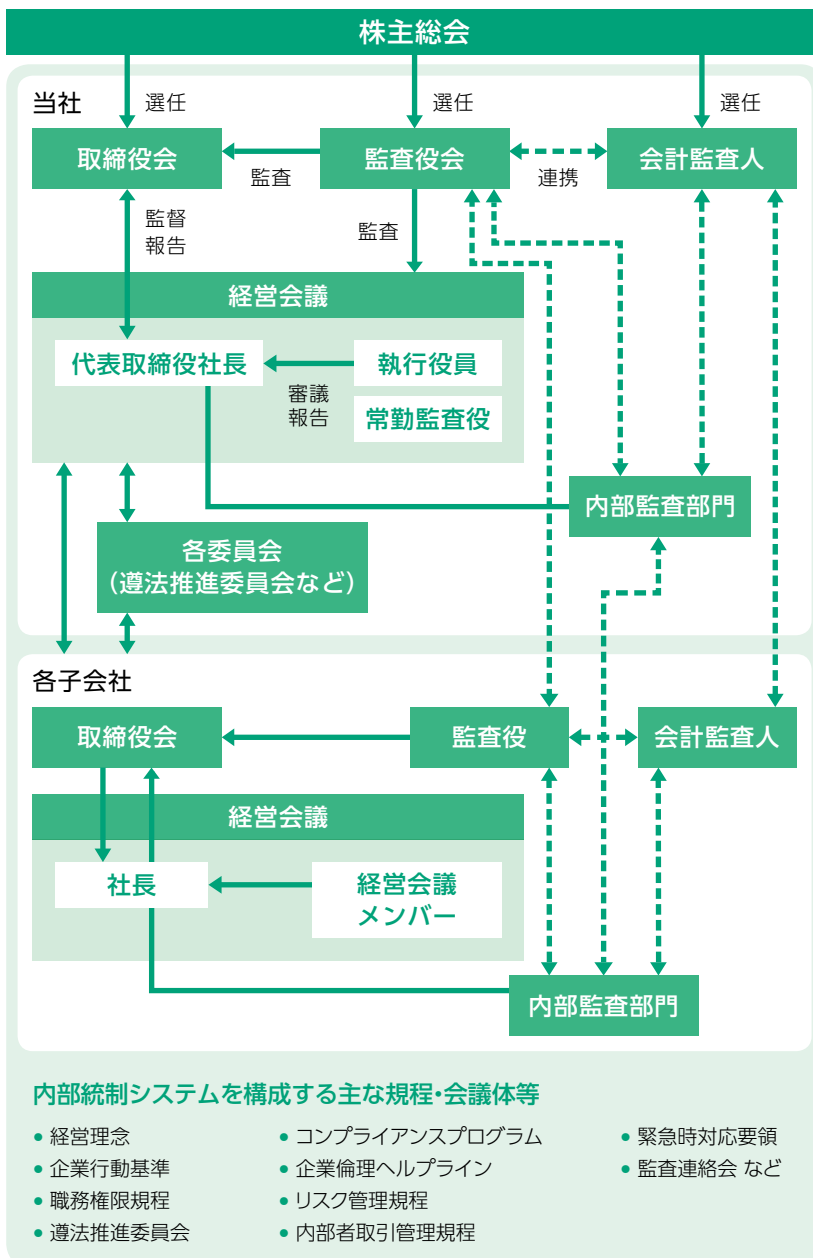 株主総会
当社
選任
選任
選任
取締役会
監査
監査役会
連携
会計監査人
監督
報告
監査
経営会議
代表取締役社長
審議
報告
執行役員
常勤監査役
内部監査部門
各委員会
（遵法推進委員会など）
各子会社
取締役会
監査役
会計監査人
経営会議
社長
経営会議
メンバー
内部監査部門
内部統制システムを構成する主な規程・会議体等
• 経営理念
• 企業行動基準
• 職務権限規程
• 遵法推進委員会
• コンプライアンスプログラム
• 企業倫理ヘルプライン
• リスク管理規程
• 内部者取引管理規程
• 緊急時対応要領
• 監査連絡会 など